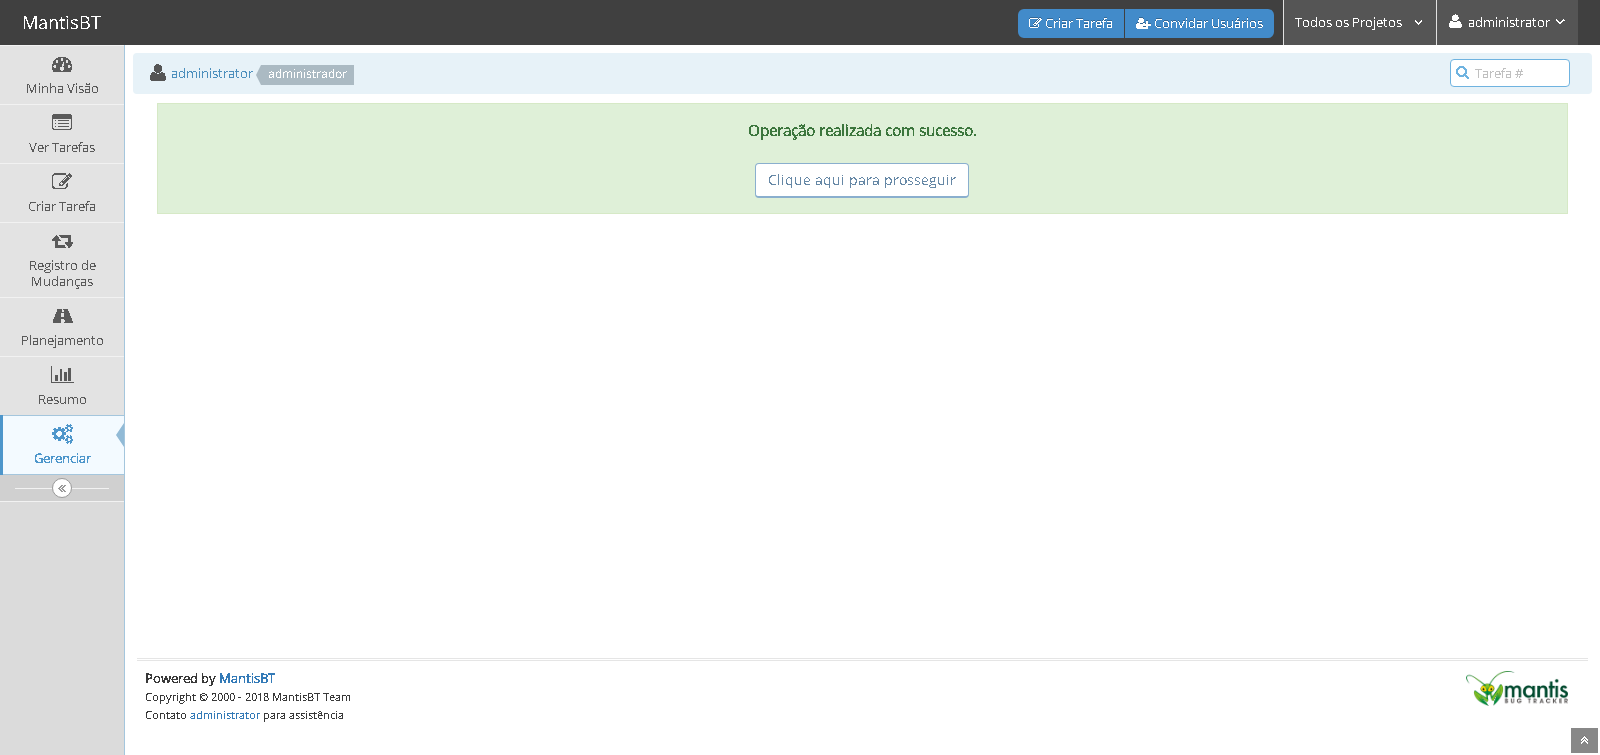 MantisBT
Criar Tarefa
Convidar Usuários
Todos os Projetos
administrator
administrator
administrador
Tarefa #
Minha Visão
Ver Tarefas
Criar Tarefa
Registro de
Mudanças
Planejamento
Resumo
Gerenciar
Operação realizada com sucesso.
Clique aqui para prosseguir
Powered by MantisBT
Copyright © 2000 - 2018 MantisBT Team
Contato administrator para assistência
mantis
BUG TRACKER